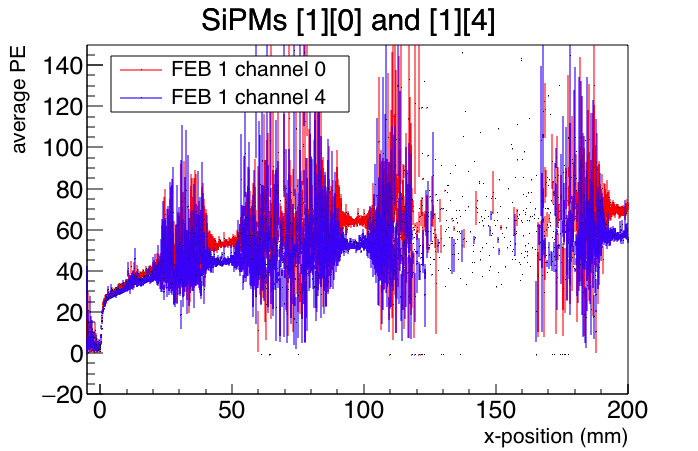 SiPMs [1][0] and [1][4]
average PE
FEB 1 channel 0
FEB 1 channel 4
140
120
100
80
60
40
20
0
−20
0 50 100 150 200
x-position (mm)